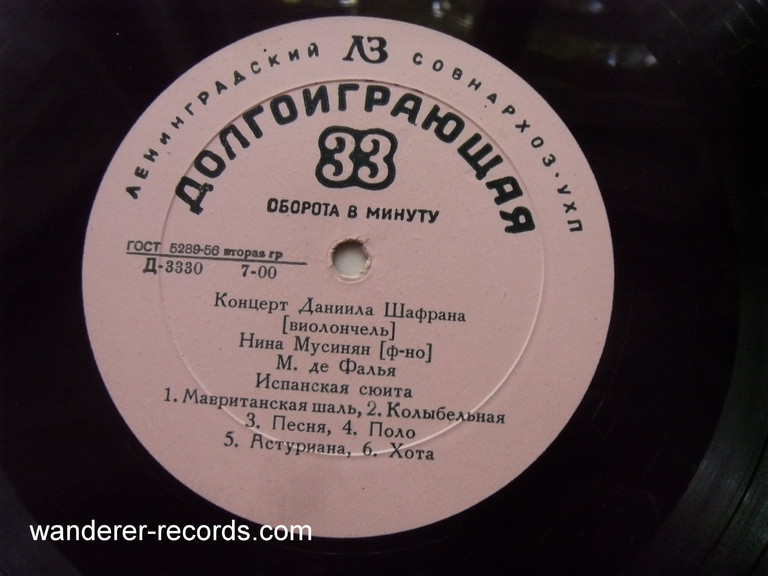 ЛЕНИНГРАДСКИЙ ЛЗ СОВНАРХОЗ · УХП
ДОЛГОИГРАЮЩАЯ
33
ОБОРОТА В МИНУТУ
ГОСТ 5289-56 вторая гр
Д-3330 7-00
Концерт Даниила Шафрана
[виолончель]
Нина Мусинян [ф-но]
М. де Фалья
Испанская сюита
1. Мавританская шаль, 2. Колыбельная
3. Песня, 4. Поло
5. Астуриана, 6. Хота
wanderer-records.com